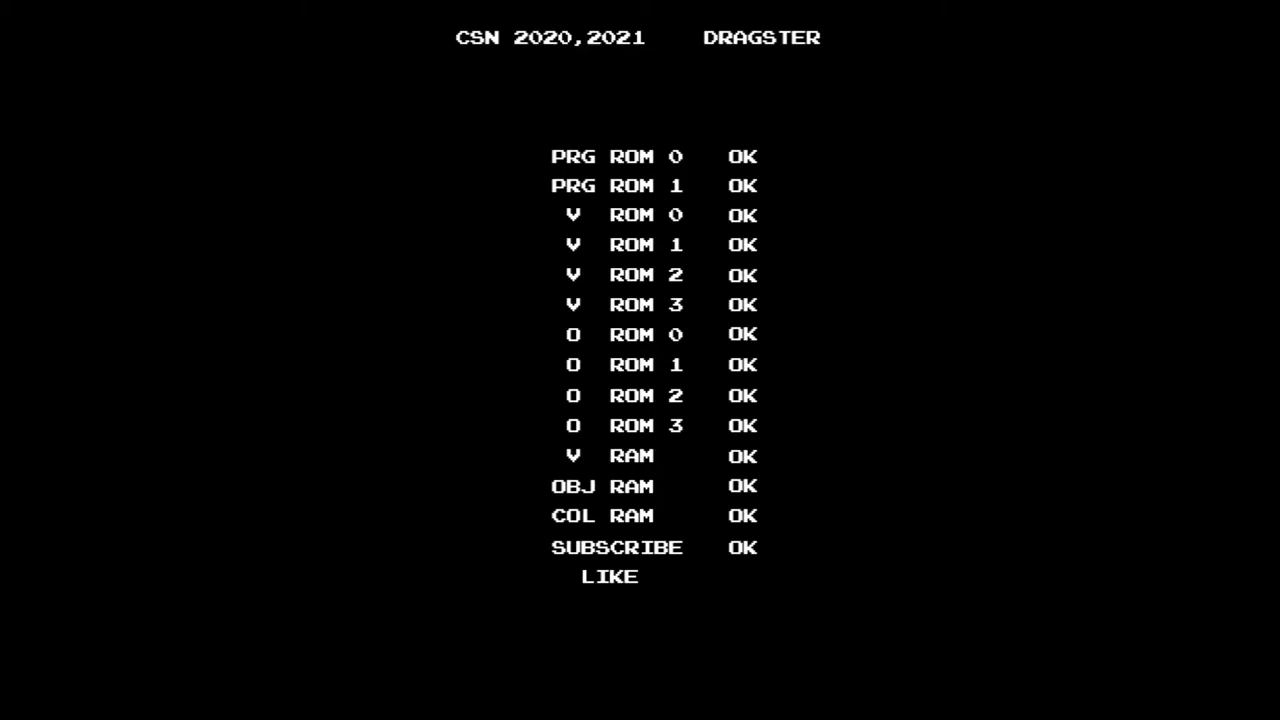 CSN 2020,2021 DRAGSTER
PRG ROM 0 OK
PRG ROM 1 OK
V ROM 0 OK
V ROM 1 OK
V ROM 2 OK
V ROM 3 OK
O ROM 0 OK
O ROM 1 OK
O ROM 2 OK
O ROM 3 OK
V RAM OK
OBJ RAM OK
COL RAM OK
SUBSCRIBE OK
LIKE